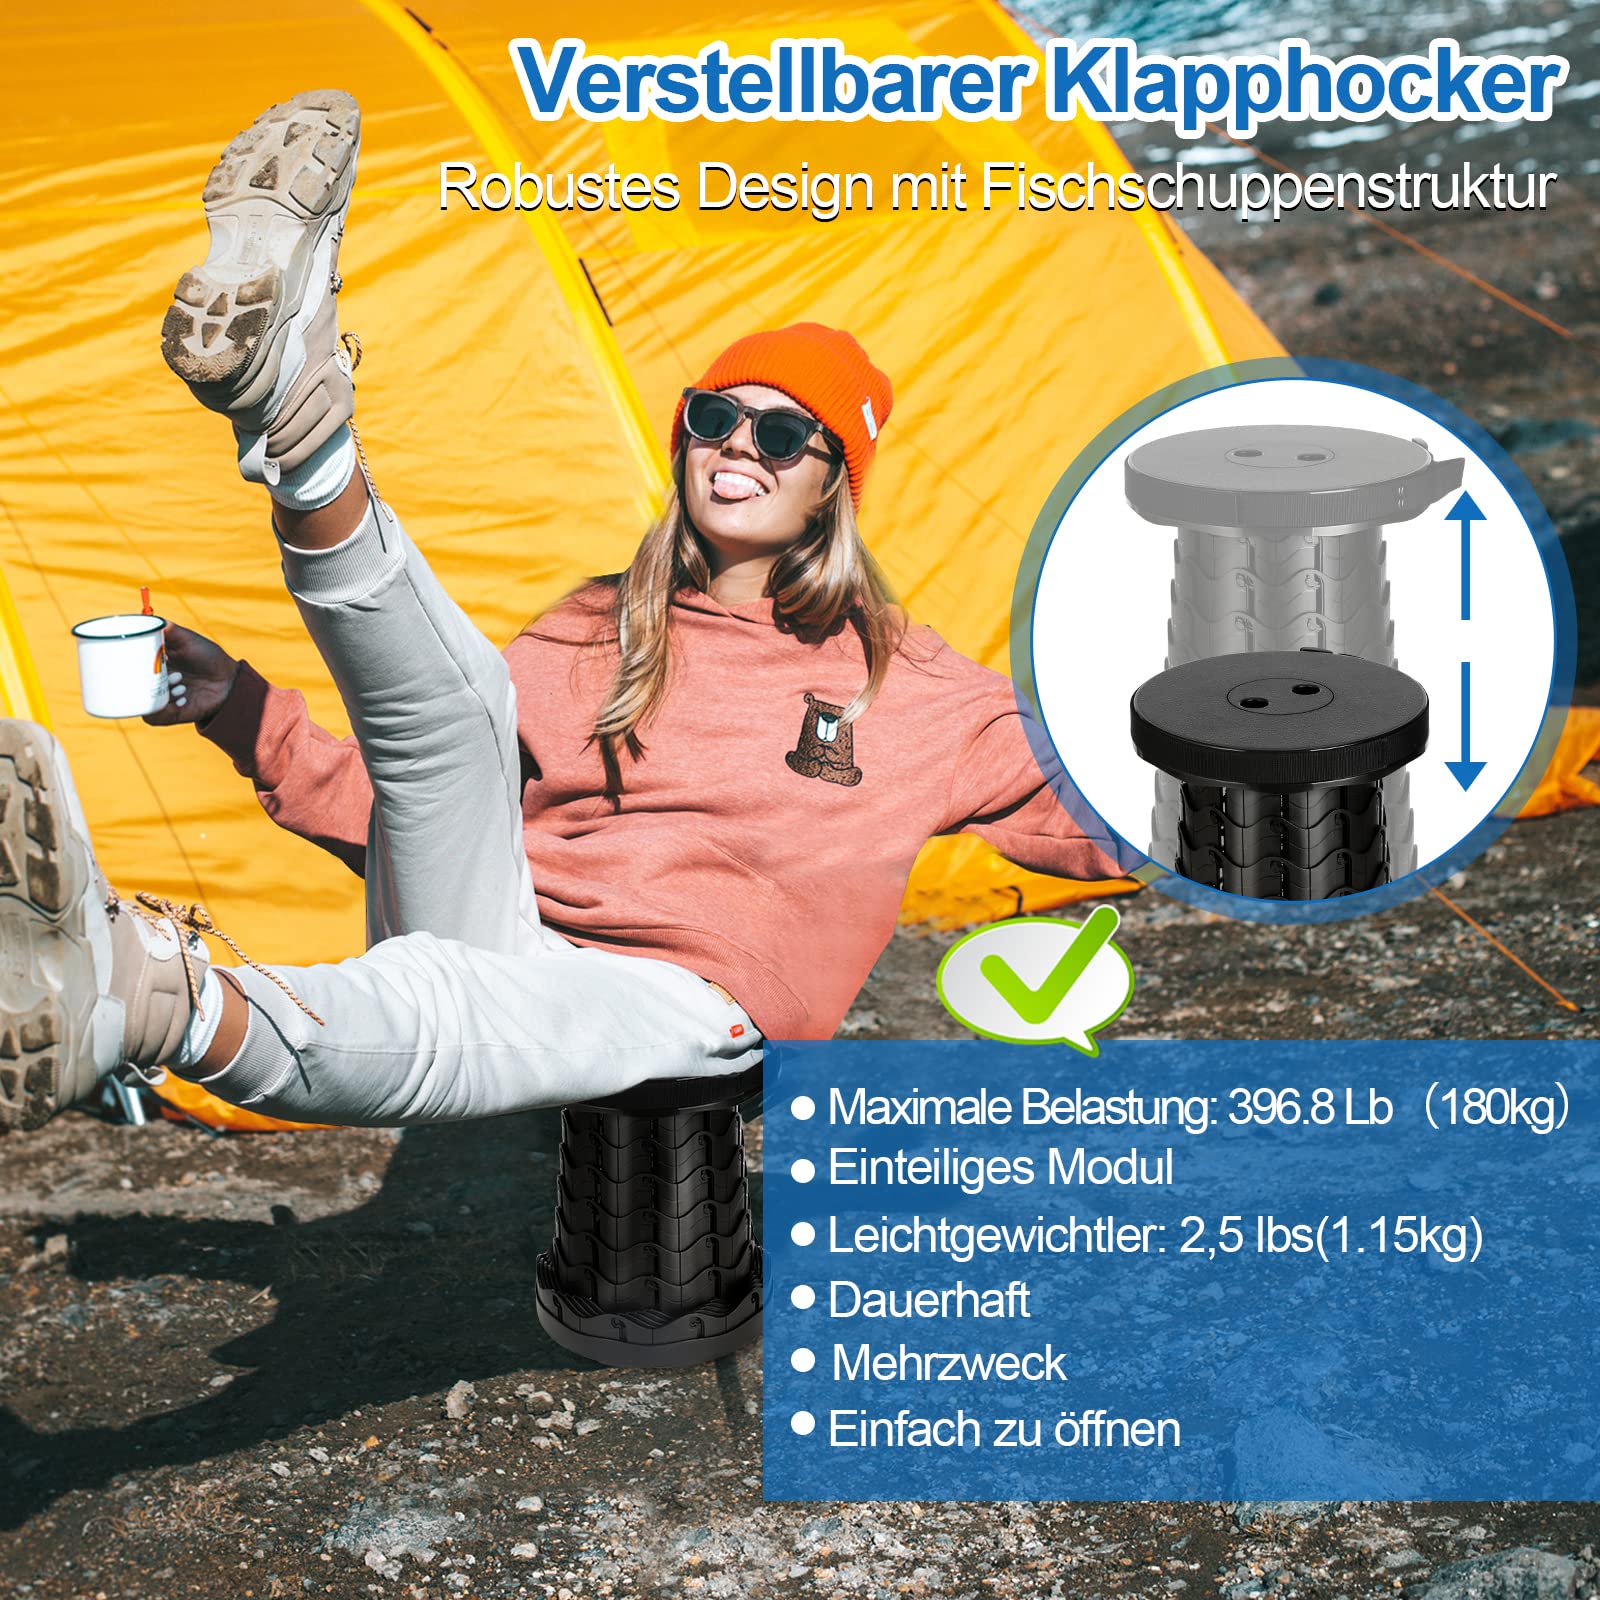 Verstellbarer Klapphocker
Robustes Design mit Fischschuppenstruktur
Maximale Belastung: 396.8 Lb（180kg）
Einteiliges Modul
Leichtgewichtler: 2,5 lbs(1.15kg)
Dauerhaft
Mehrzweck
Einfach zu öffnen